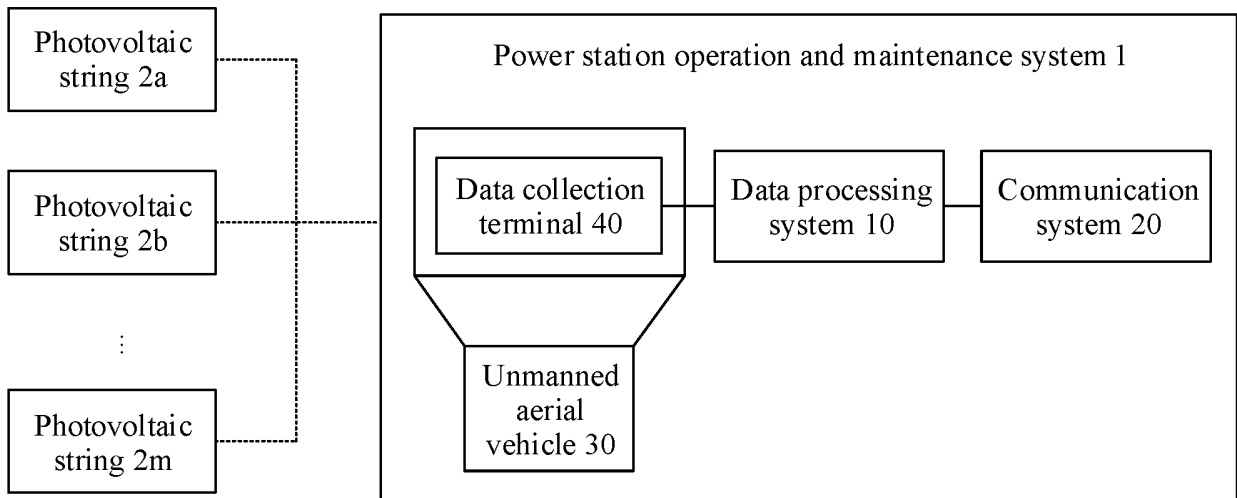 Photovoltaic
string 2a
Photovoltaic
string 2b
⋮
Photovoltaic
string 2m
Power station operation and maintenance system 1
Data collection
terminal 40
Data processing
system 10
Communication
system 20
Unmanned
aerial
vehicle 30